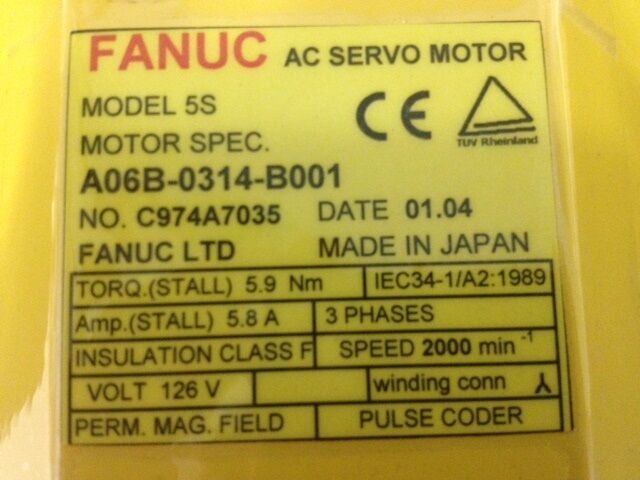 FANUC AC SERVO MOTOR
MODEL 5S
MOTOR SPEC.
CE
TUV Rheinland
A06B-0314-B001
NO. C974A7035 DATE 01.04
FANUC LTD MADE IN JAPAN
TORQ.(STALL) 5.9 Nm IEC34-1/A2:1989
Amp.(STALL) 5.8 A 3 PHASES
INSULATION CLASS F SPEED 2000 min -1
VOLT 126 V winding conn
PERM. MAG. FIELD PULSE CODER